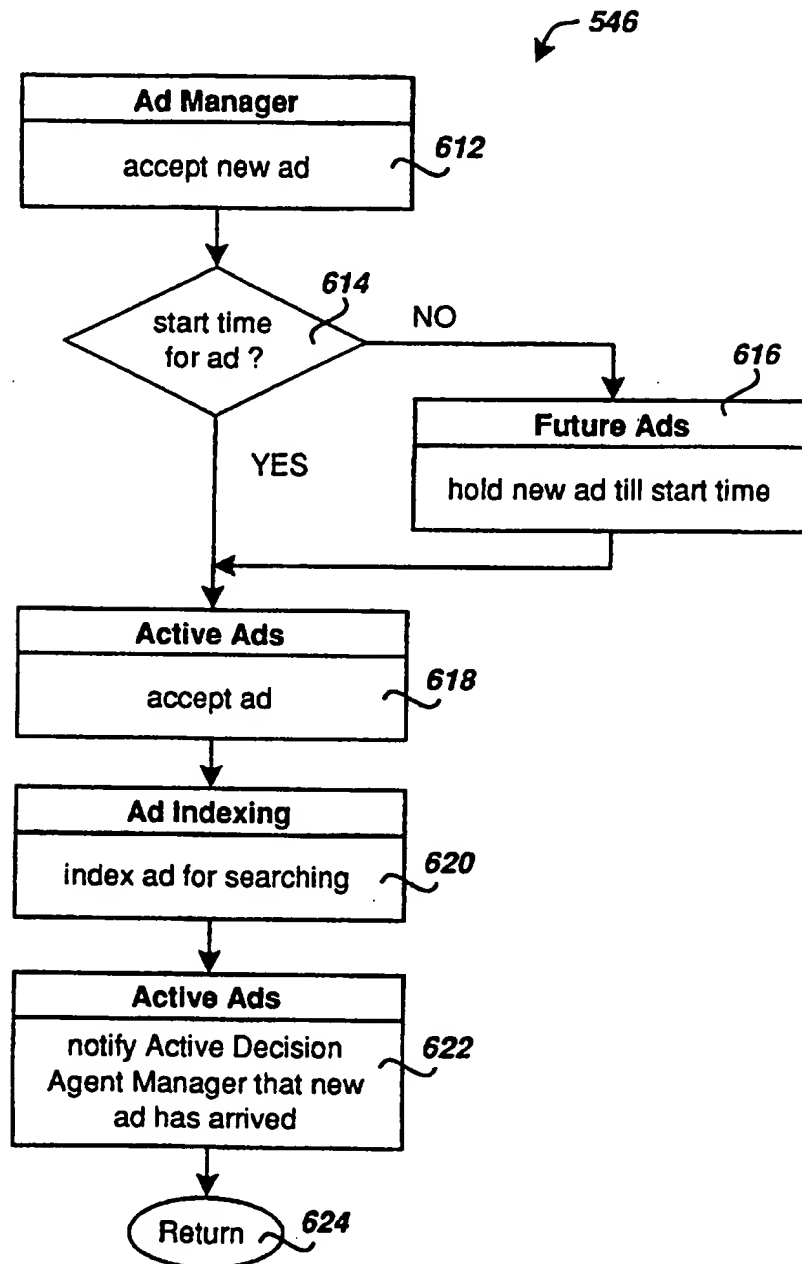 546
Ad Manager
accept new ad
612
start time
for ad ?
614
NO
616
Future Ads
hold new ad till start time
YES
Active Ads
accept ad
618
Ad Indexing
index ad for searching
620
Active Ads
notify Active Decision
Agent Manager that new
ad has arrived
622
Return
624